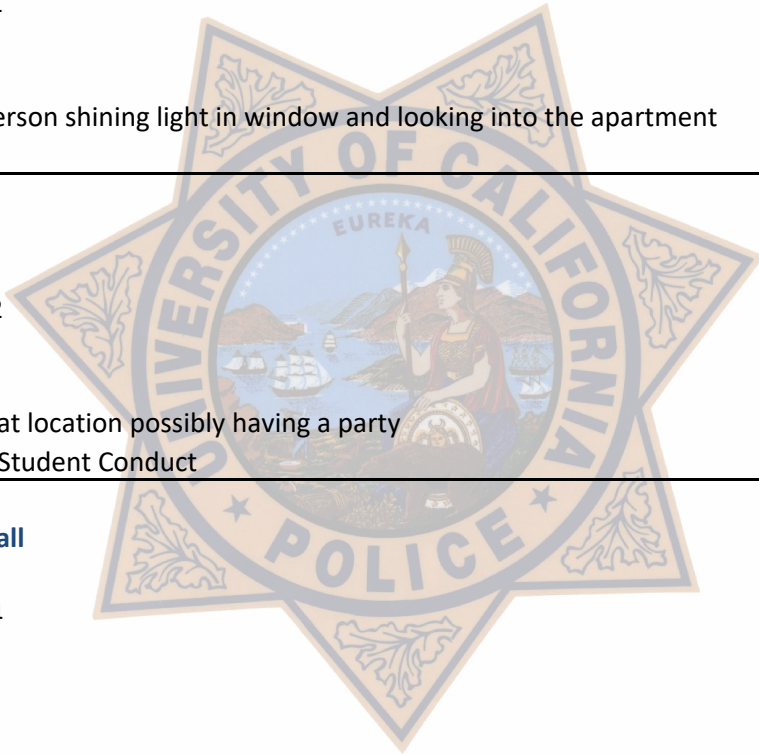 erson shining light in window and looking into the apartment
UNIVERSITY OF CALIFORNIA
EUREKA
at location possibly having a party
Student Conduct
all
POLICE